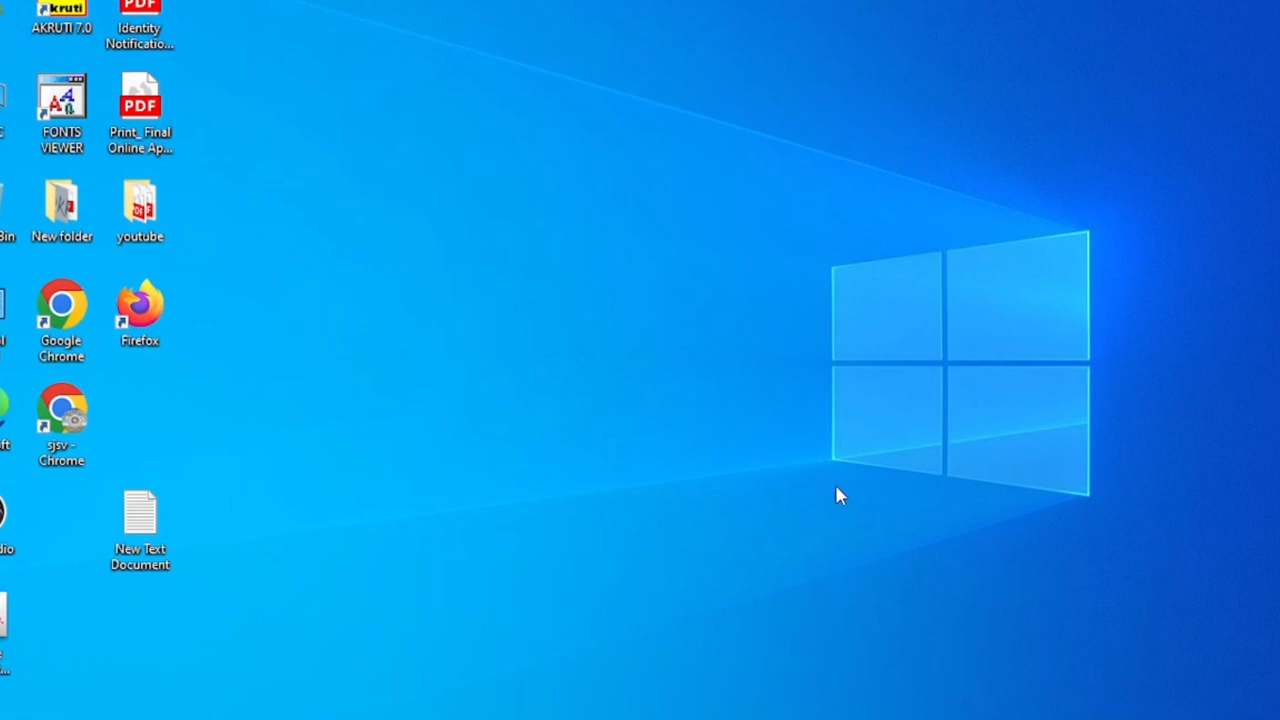 kruti
AKRUTI 7.0
PDF
Identity
Notificatio...
FONTS
VIEWER
PDF
Print_ Final
Online Ap...
Bin
New folder
youtube
Google
Chrome
Firefox
sjsv -
Chrome
New Text
Document